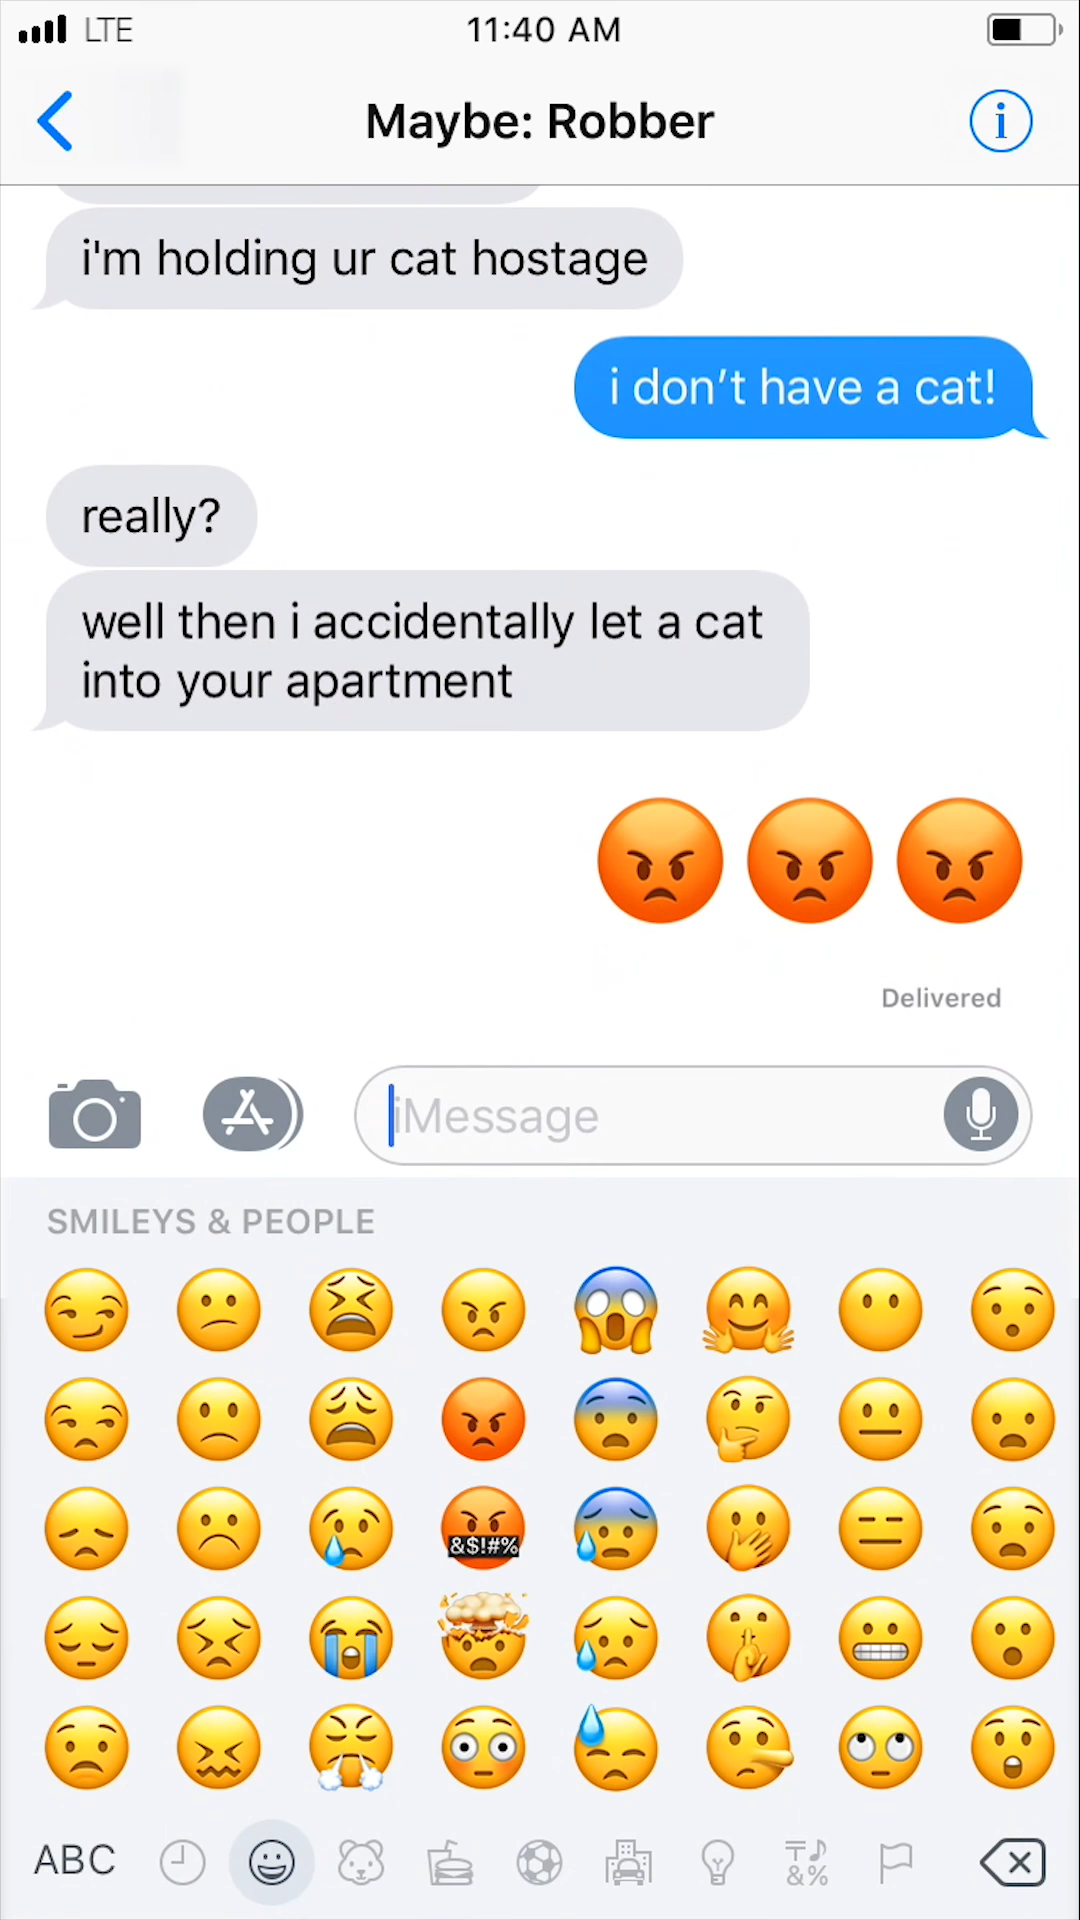 LTE
11:40 AM
Maybe: Robber
i'm holding ur cat hostage
i don’t have a cat!
really?
well then i accidentally let a cat
into your apartment
Delivered
iMessage
SMILEYS & PEOPLE
&$!#%
ABC
&%